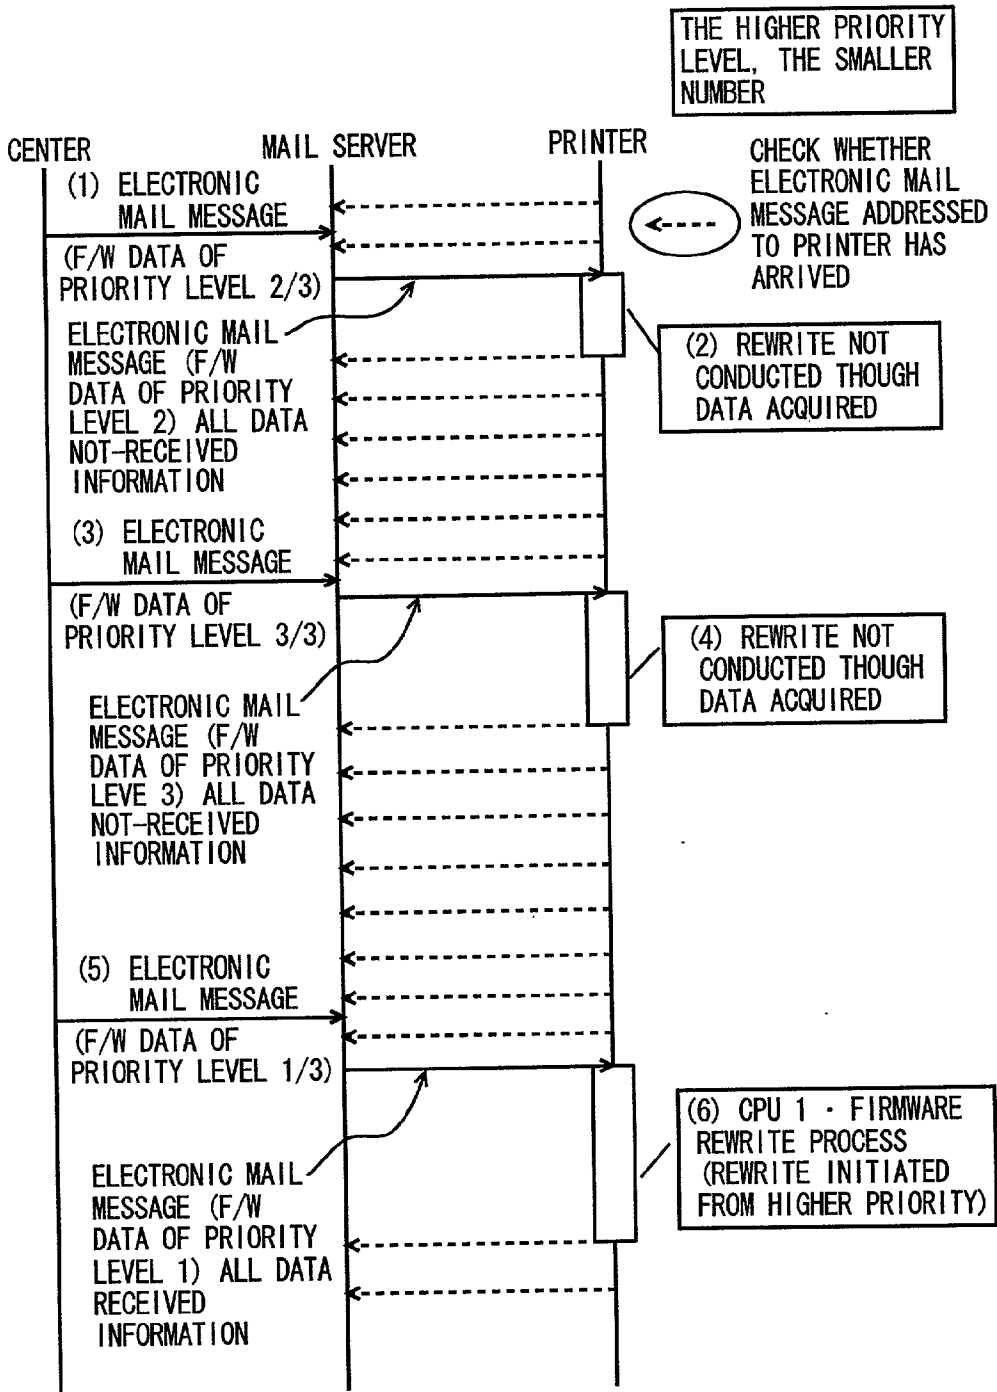 THE HIGHER PRIORITY
LEVEL, THE SMALLER
NUMBER
CENTER
MAIL SERVER
PRINTER
CHECK WHETHER
ELECTRONIC MAIL
MESSAGE ADDRESSED
TO PRINTER HAS
ARRIVED
(1) ELECTRONIC
MAIL MESSAGE
(F/W DATA OF
PRIORITY LEVEL 2/3)
ELECTRONIC MAIL
MESSAGE (F/W
DATA OF PRIORITY
LEVEL 2) ALL DATA
NOT-RECEIVED
INFORMATION
(2) REWRITE NOT
CONDUCTED THOUGH
DATA ACQUIRED
(3) ELECTRONIC
MAIL MESSAGE
(F/W DATA OF
PRIORITY LEVEL 3/3)
ELECTRONIC MAIL
MESSAGE (F/W
DATA OF PRIORITY
LEVE 3) ALL DATA
NOT-RECEIVED
INFORMATION
(4) REWRITE NOT
CONDUCTED THOUGH
DATA ACQUIRED
(5) ELECTRONIC
MAIL MESSAGE
(F/W DATA OF
PRIORITY LEVEL 1/3)
ELECTRONIC MAIL
MESSAGE (F/W
DATA OF PRIORITY
LEVEL 1) ALL DATA
RECEIVED
INFORMATION
(6) CPU 1 · FIRMWARE
REWRITE PROCESS
(REWRITE INITIATED
FROM HIGHER PRIORITY)